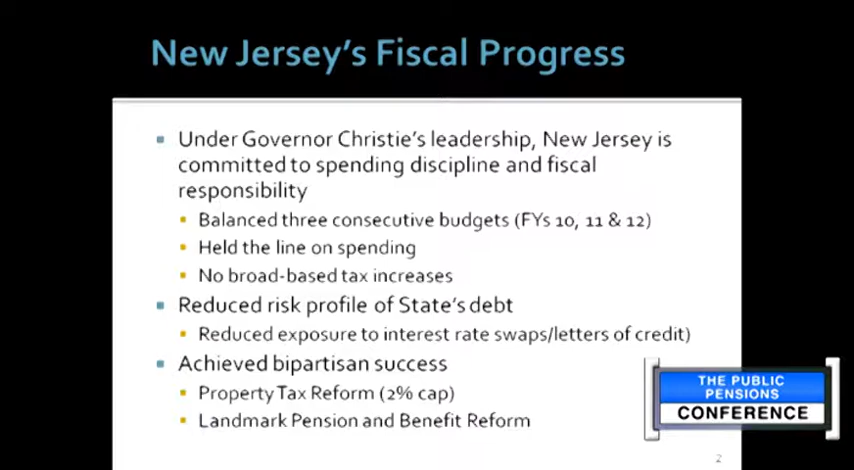 New Jersey's Fiscal Progress
Under Governor Christie's leadership, New Jersey is
committed to spending discipline and fiscal
responsibility
Balanced three consecutive budgets (FYs 10, 11 & 12)
Held the line on spending
No broad-based tax increases
Reduced risk profile of State's debt
Reduced exposure to interest rate swaps/letters of credit)
Achieved bipartisan success
Property Tax Reform (2% cap)
Landmark Pension and Benefit Reform
THE PUBLIC
PENSIONS
CONFERENCE
2